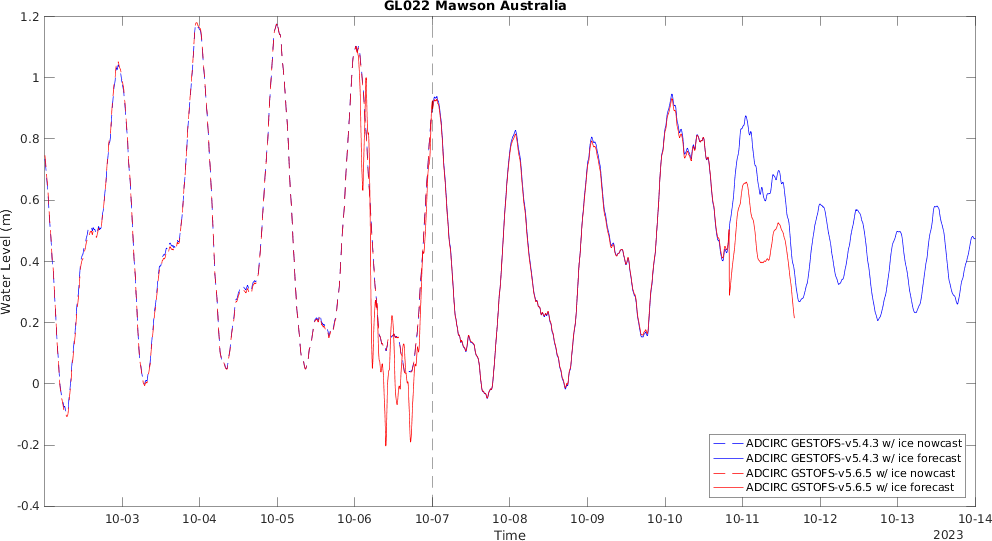 GL022 Mawson Australia
Water Level (m)
1.2
1
0.8
0.6
0.4
0.2
0
-0.2
-0.4
ADCIRC GESTOFS-v5.4.3 w/ ice nowcast
ADCIRC GESTOFS-v5.4.3 w/ ice forecast
ADCIRC GSTOFS-v5.6.5 w/ ice nowcast
ADCIRC GSTOFS-v5.6.5 w/ ice forecast
10-03 10-04 10-05 10-06 10-07 10-08 10-09 10-10 10-11 10-12 10-13 10-14
Time
2023